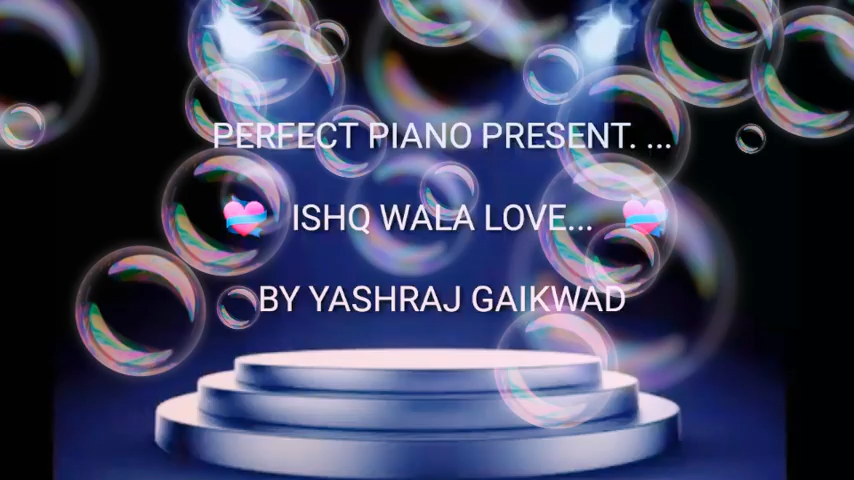 PERFECT PIANO PRESENT. ...
💝 ISHQ WALA LOVE... 💝
BY YASHRAJ GAIKWAD